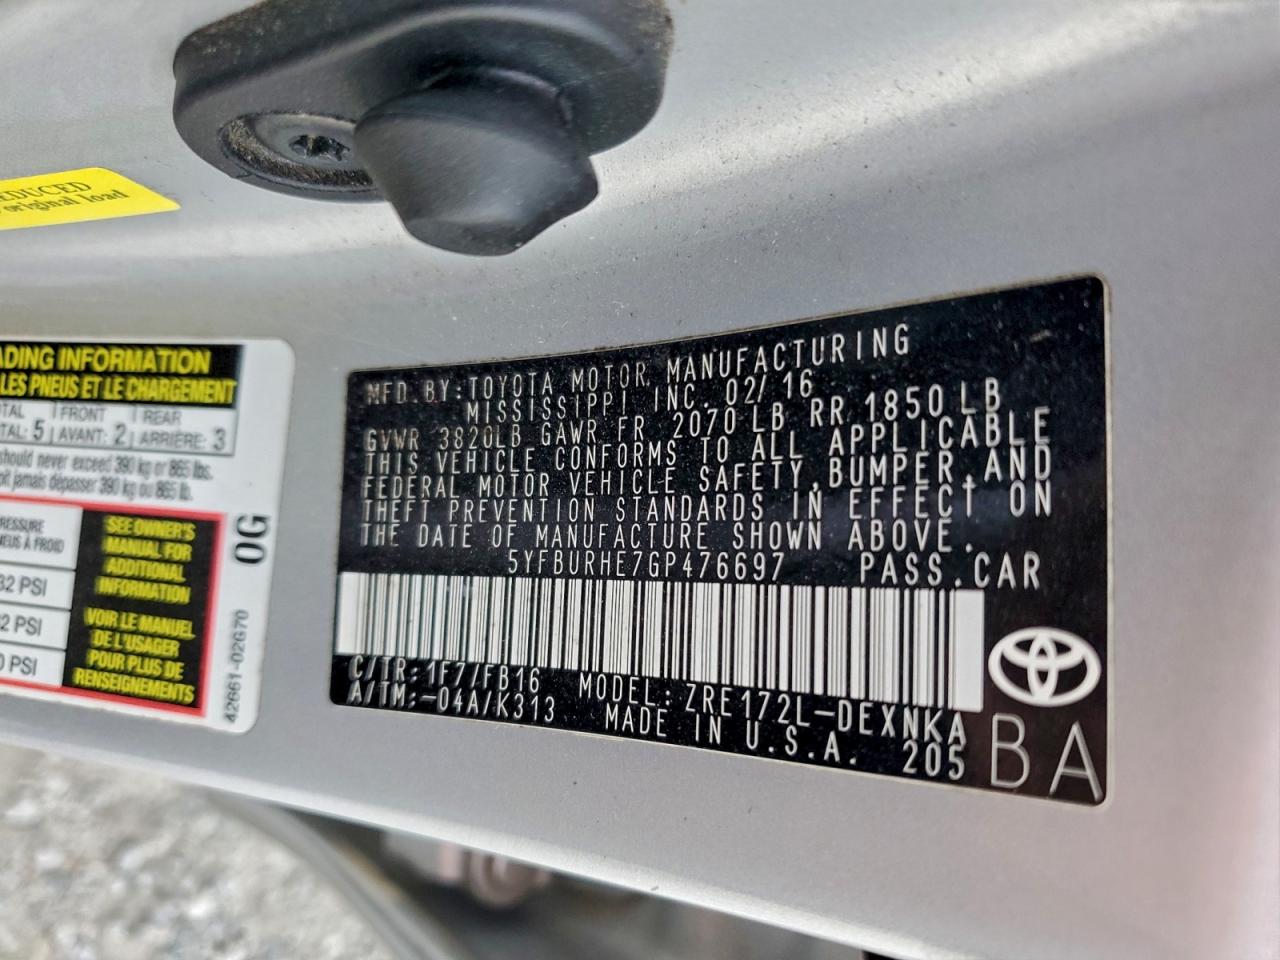 EDUCED
original load
ADING INFORMATION
LES PNEUS ET LE CHARGEMENT
TAL FRONT REAR
TAL: 5 AVANT: 2 ARRIÈRE: 3
should never exceed 390 kg or 865 lbs.
jamais dépasser 390 kg ou 865 lb.
RESSURE
NEUS À FROID
32 PSI
2 PSI
0 PSI
SEE OWNER'S
MANUAL FOR
ADDITIONAL
INFORMATION
VOIR LE MANUEL
DE L'USAGER
POUR PLUS DE
RENSEIGNEMENTS
0G
42661-02G70
MFD. BY: TOYOTA MOTOR MANUFACTURING
MISSISSIPPI INC. 02/16
GVWR 3820LB GAWR FR 2070 LB RR 1850 LB
THIS VEHICLE CONFORMS TO ALL APPLICABLE
FEDERAL MOTOR VEHICLE SAFETY, BUMPER, AND
THEFT PREVENTION STANDARDS IN EFFECT ON
THE DATE OF MANUFACTURE SHOWN ABOVE.
5YFBURHE7GP476697 PASS. CAR
C/TR: 1F7/FB16 MODEL: ZRE172L-DEXNKA
A/TM: -04A/K313 MADE IN U.S.A. 205
BA